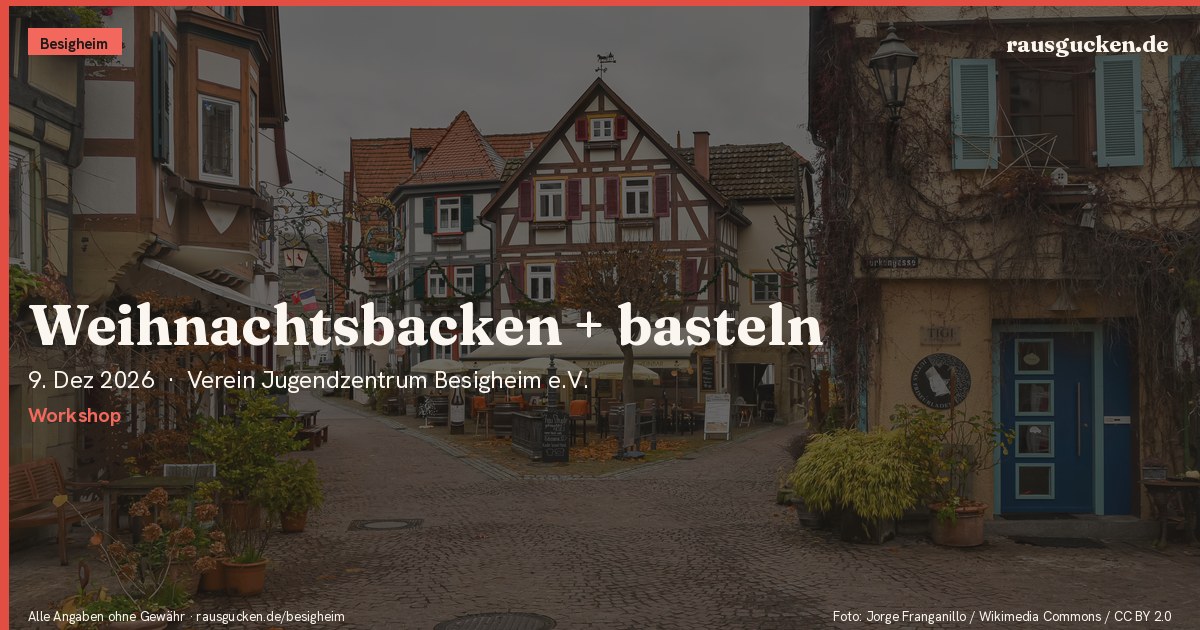 Besigheim
rausgucken.de
TIGL
Weihnachtsbacken + basteln
9. Dez 2026 · Verein Jugendzentrum Besigheim e.V.
Workshop
Alle Angaben ohne Gewähr · rausgucken.de/besigheim
Foto: Jorge Franganillo / Wikimedia Commons / CC BY 2.0